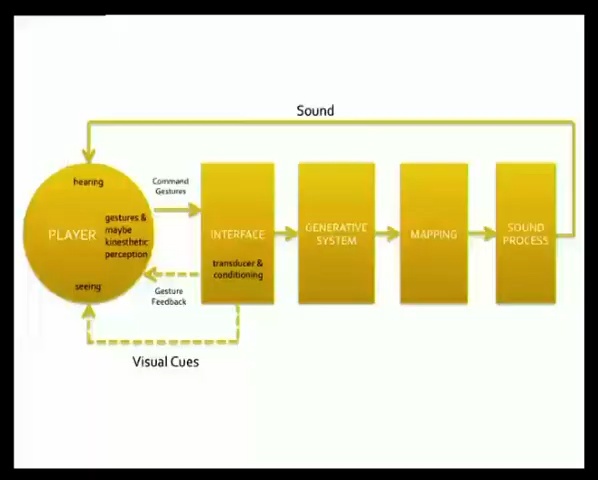 Sound
hearing
Command
Gestures
PLAYER
gestures &
maybe
kinesthetic
perception
INTERFACE
GENERATIVE
SYSTEM
MAPPING
SOUND
PROCESS
transducer &
conditioning
seeing
Gesture
Feedback
Visual Cues